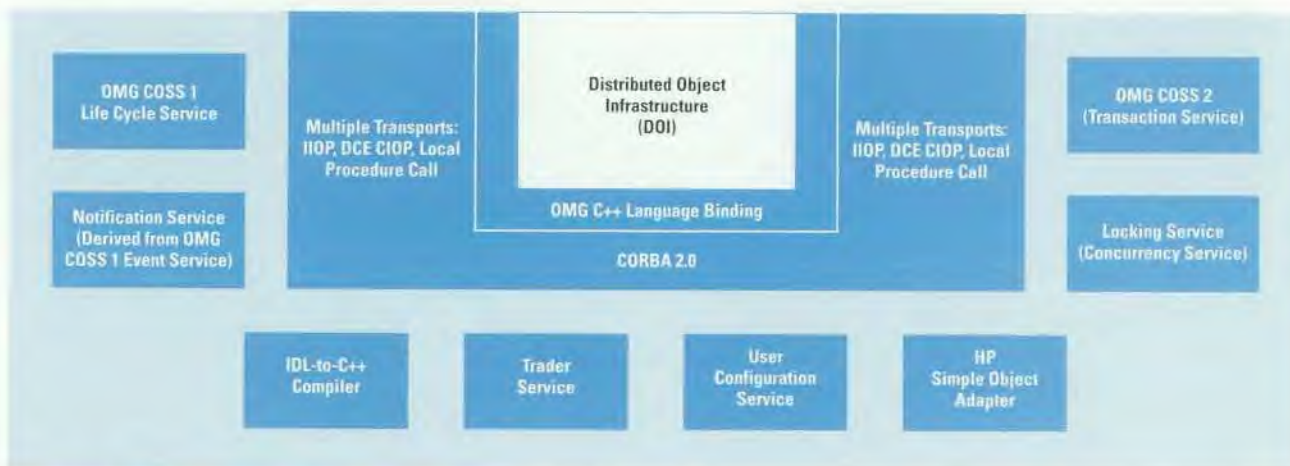 OMG COSS 1
Life Cycle Service
Notification Service
(Derived from OMG
COSS 1 Event Service)
Multiple Transports:
IIOP, DCE CIOP, Local
Procedure Call
Distributed Object
Infrastructure
(DOI)
OMG C++ Language Binding
CORBA 2.0
Multiple Transports:
IIOP, DCE CIOP, Local
Procedure Call
OMG COSS 2
(Transaction Service)
Locking Service
(Concurrency Service)
IDL-to-C++
Compiler
Trader
Service
User
Configuration
Service
HP
Simple Object
Adapter